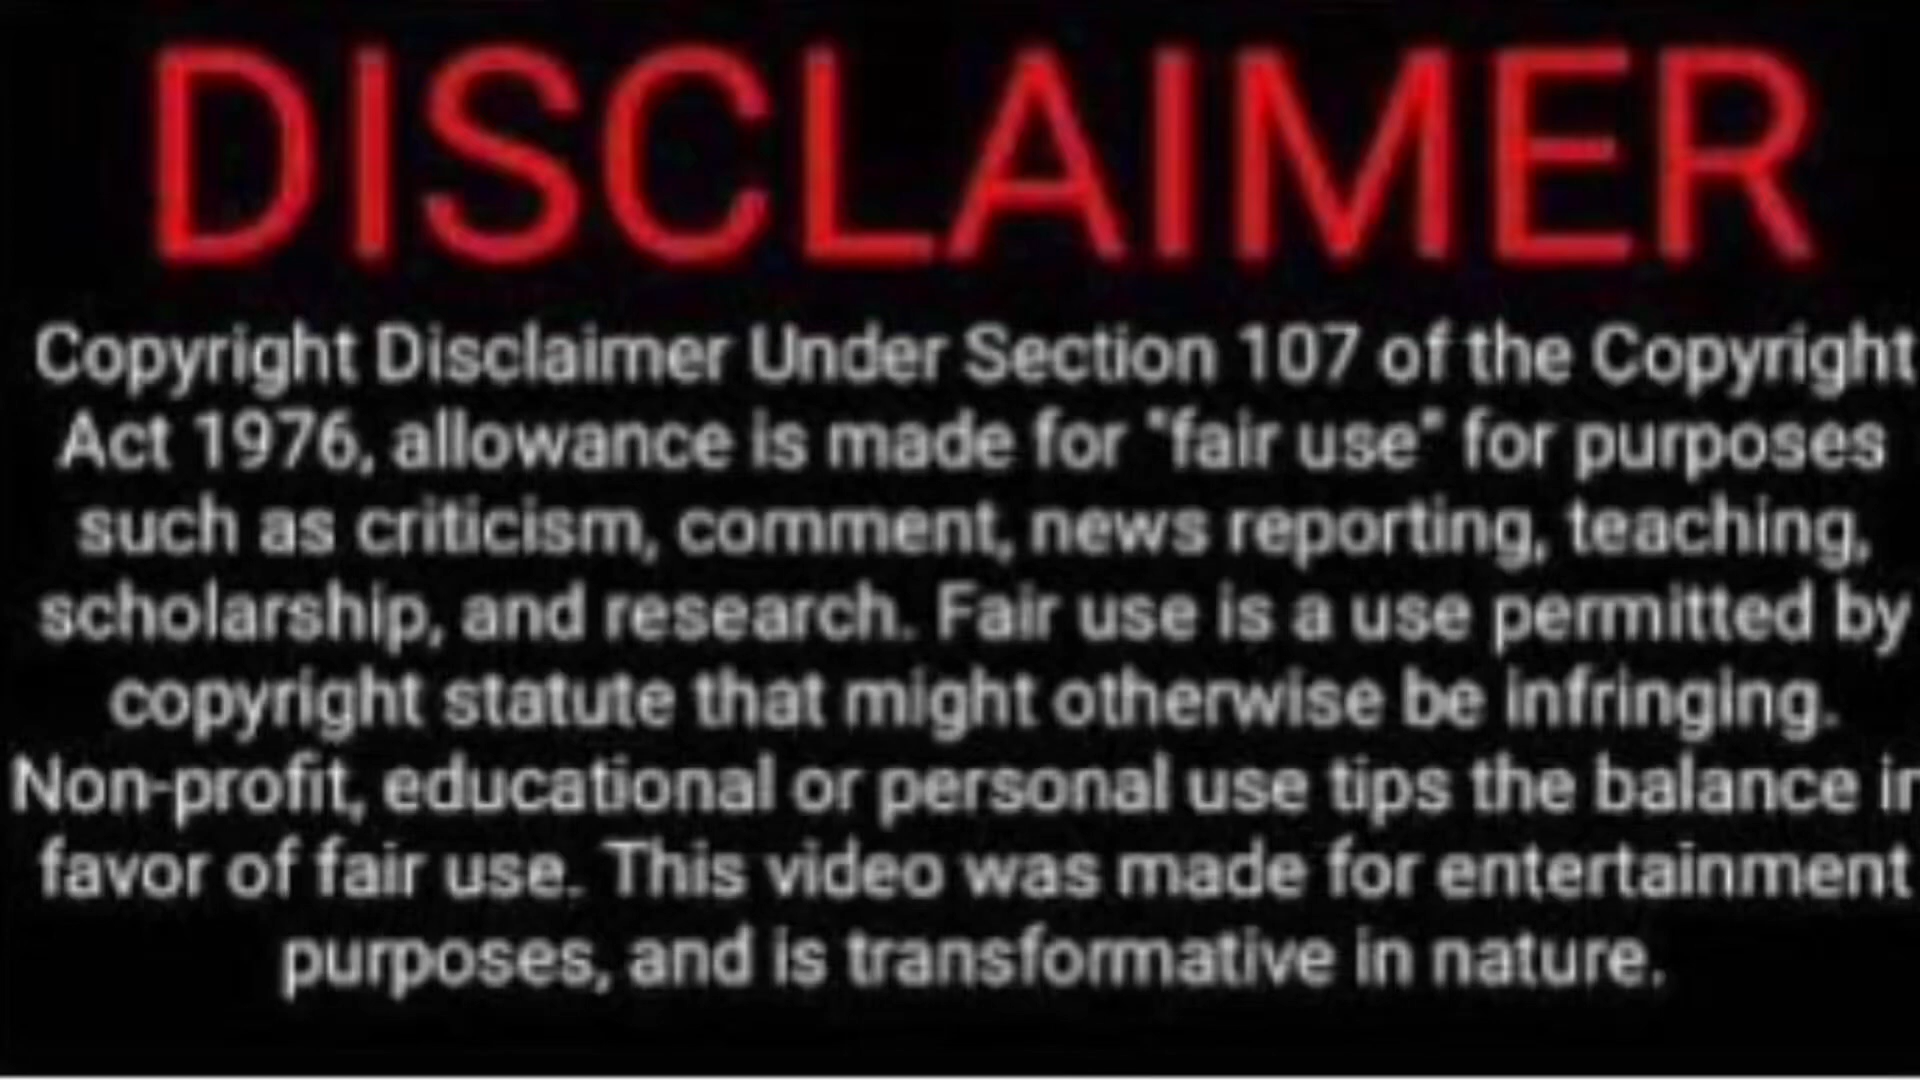 DISCLAIMER
Copyright Disclaimer Under Section 107 of the Copyright
Act 1976, allowance is made for "fair use" for purposes
such as criticism, comment, news reporting, teaching,
scholarship, and research. Fair use is a use permitted by
copyright statute that might otherwise be infringing.
Non-profit, educational or personal use tips the balance in
favor of fair use. This video was made for entertainment
purposes, and is transformative in nature.